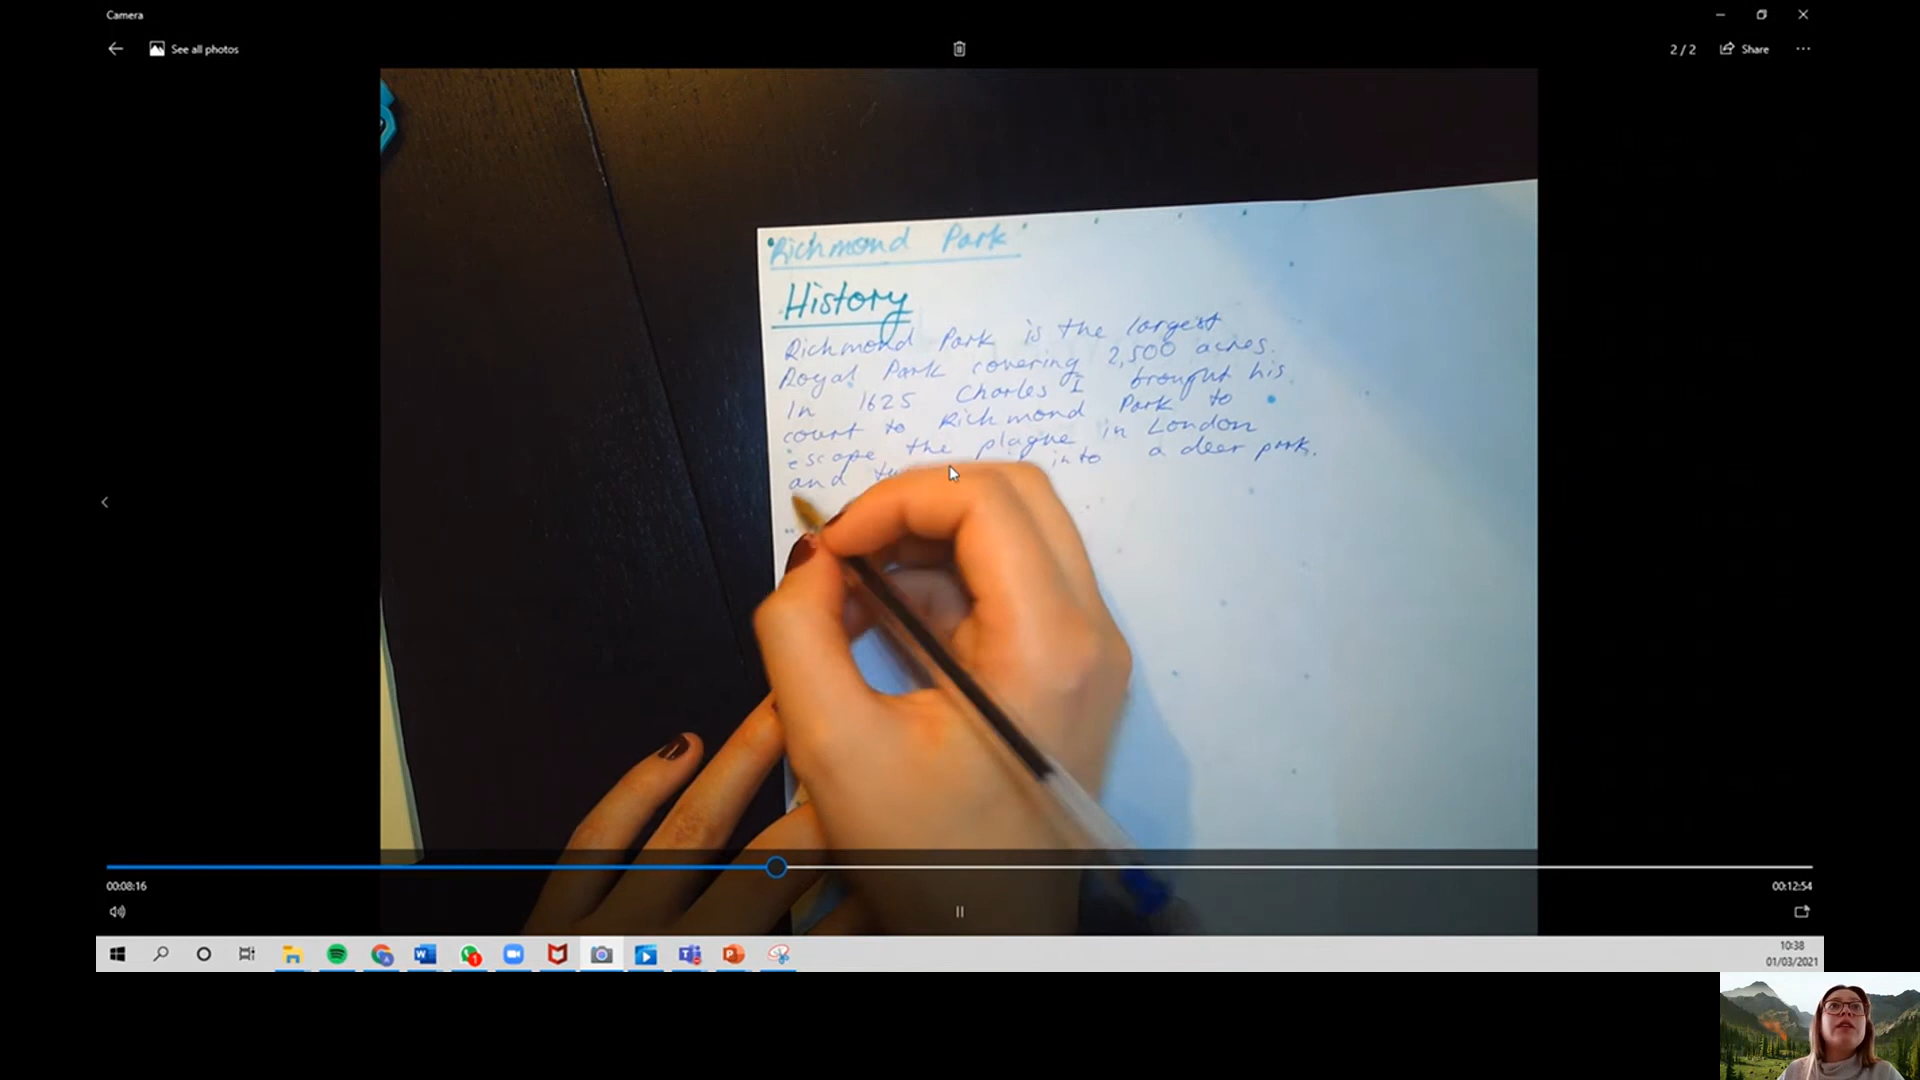 Camera
See all photos
2 / 2
Share
Richmond Park
History
Richmond Park is the largest
Royal Park covering 2,500 acres.
In 1625 Charles I brought his
court to Richmond Park to
escape the plague in London
and into a deer park.
00:08:16
00:12:54
10:38
01/03/2021